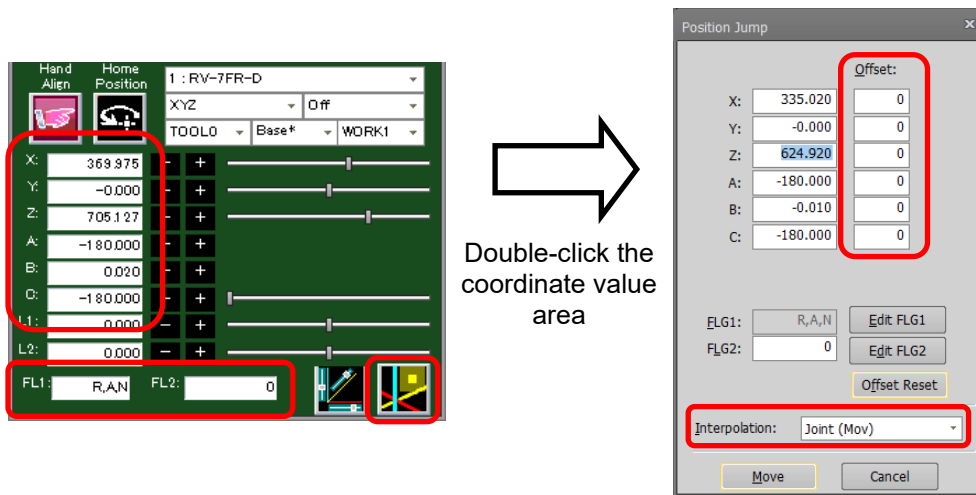 Hand Home
Align Position
1 : RV-7FR-D
XYZ Off
TOOL0 Base* WORK1
X: 369.975 - +
Y: -0.000 - +
Z: 705.127 - +
A: -180.000 - +
B: 0.020 - +
C: -180.000 - +
L1: 0.000 - +
L2: 0.000 - +
FL1: R,A,N FL2: 0
Double-click the
coordinate value
area
Position Jump x
Offset:
X: 335.020 0
Y: -0.000 0
Z: 624.920 0
A: -180.000 0
B: -0.010 0
C: -180.000 0
FLG1: R,A,N Edit FLG1
FLG2: 0 Edit FLG2
Offset Reset
Interpolation: Joint (Mov)
Move Cancel